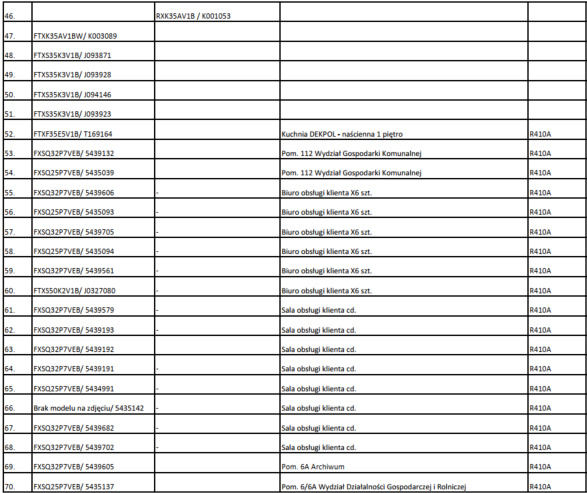 46. RXK35AV1B / K001053
47. FTXK35AV1BW/ K003089
48. FTXS35K3V1B/ J093871
49. FTXS35K3V1B/ J093928
50. FTXS35K3V1B/ J094146
51. FTXS35K3V1B/ J093923
52. FTXF35E5V1B/ T169164 Kuchnia DEKPOL - naścienna 1 piętro R410A
53. FXSQ32P7VEB/ 5439132 Pom. 112 Wydział Gospodarki Komunalnej R410A
54. FXSQ25P7VEB/ 5435039 Pom. 112 Wydział Gospodarki Komunalnej R410A
55. FXSQ32P7VEB/ 5439606 - Biuro obsługi klienta X6 szt. R410A
56. FXSQ25P7VEB/ 5435093 - Biuro obsługi klienta X6 szt. R410A
57. FXSQ32P7VEB/ 5439705 - Biuro obsługi klienta X6 szt. R410A
58. FXSQ25P7VEB/ 5435094 - Biuro obsługi klienta X6 szt. R410A
59. FXSQ32P7VEB/ 5439561 - Biuro obsługi klienta X6 szt. R410A
60. FTXS50K2V1B/ J0327080 - Biuro obsługi klienta X6 szt. R410A
61. FXSQ32P7VEB/ 5439579 - Sala obsługi klienta cd. R410A
62. FXSQ32P7VEB/ 5439193 - Sala obsługi klienta cd. R410A
63. FXSQ32P7VEB/ 5439192 Sala obsługi klienta cd. R410A
64. FXSQ32P7VEB/ 5439191 - Sala obsługi klienta cd. R410A
65. FXSQ25P7VEB/ 5434991 - Sala obsługi klienta cd. R410A
66. Brak modelu na zdjęciu/ 5435142 - Sala obsługi klienta cd. R410A
67. FXSQ32P7VEB/ 5439682 - Sala obsługi klienta cd. R410A
68. FXSQ32P7VEB/ 5439702 - Sala obsługi klienta cd. R410A
69. FXSQ32P7VEB/ 5439605 Pom. 6A Archiwum R410A
70. FXSQ25P7VEB/ 5435137 Pom. 6/6A Wydział Działalności Gospodarczej i Rolniczej R410A